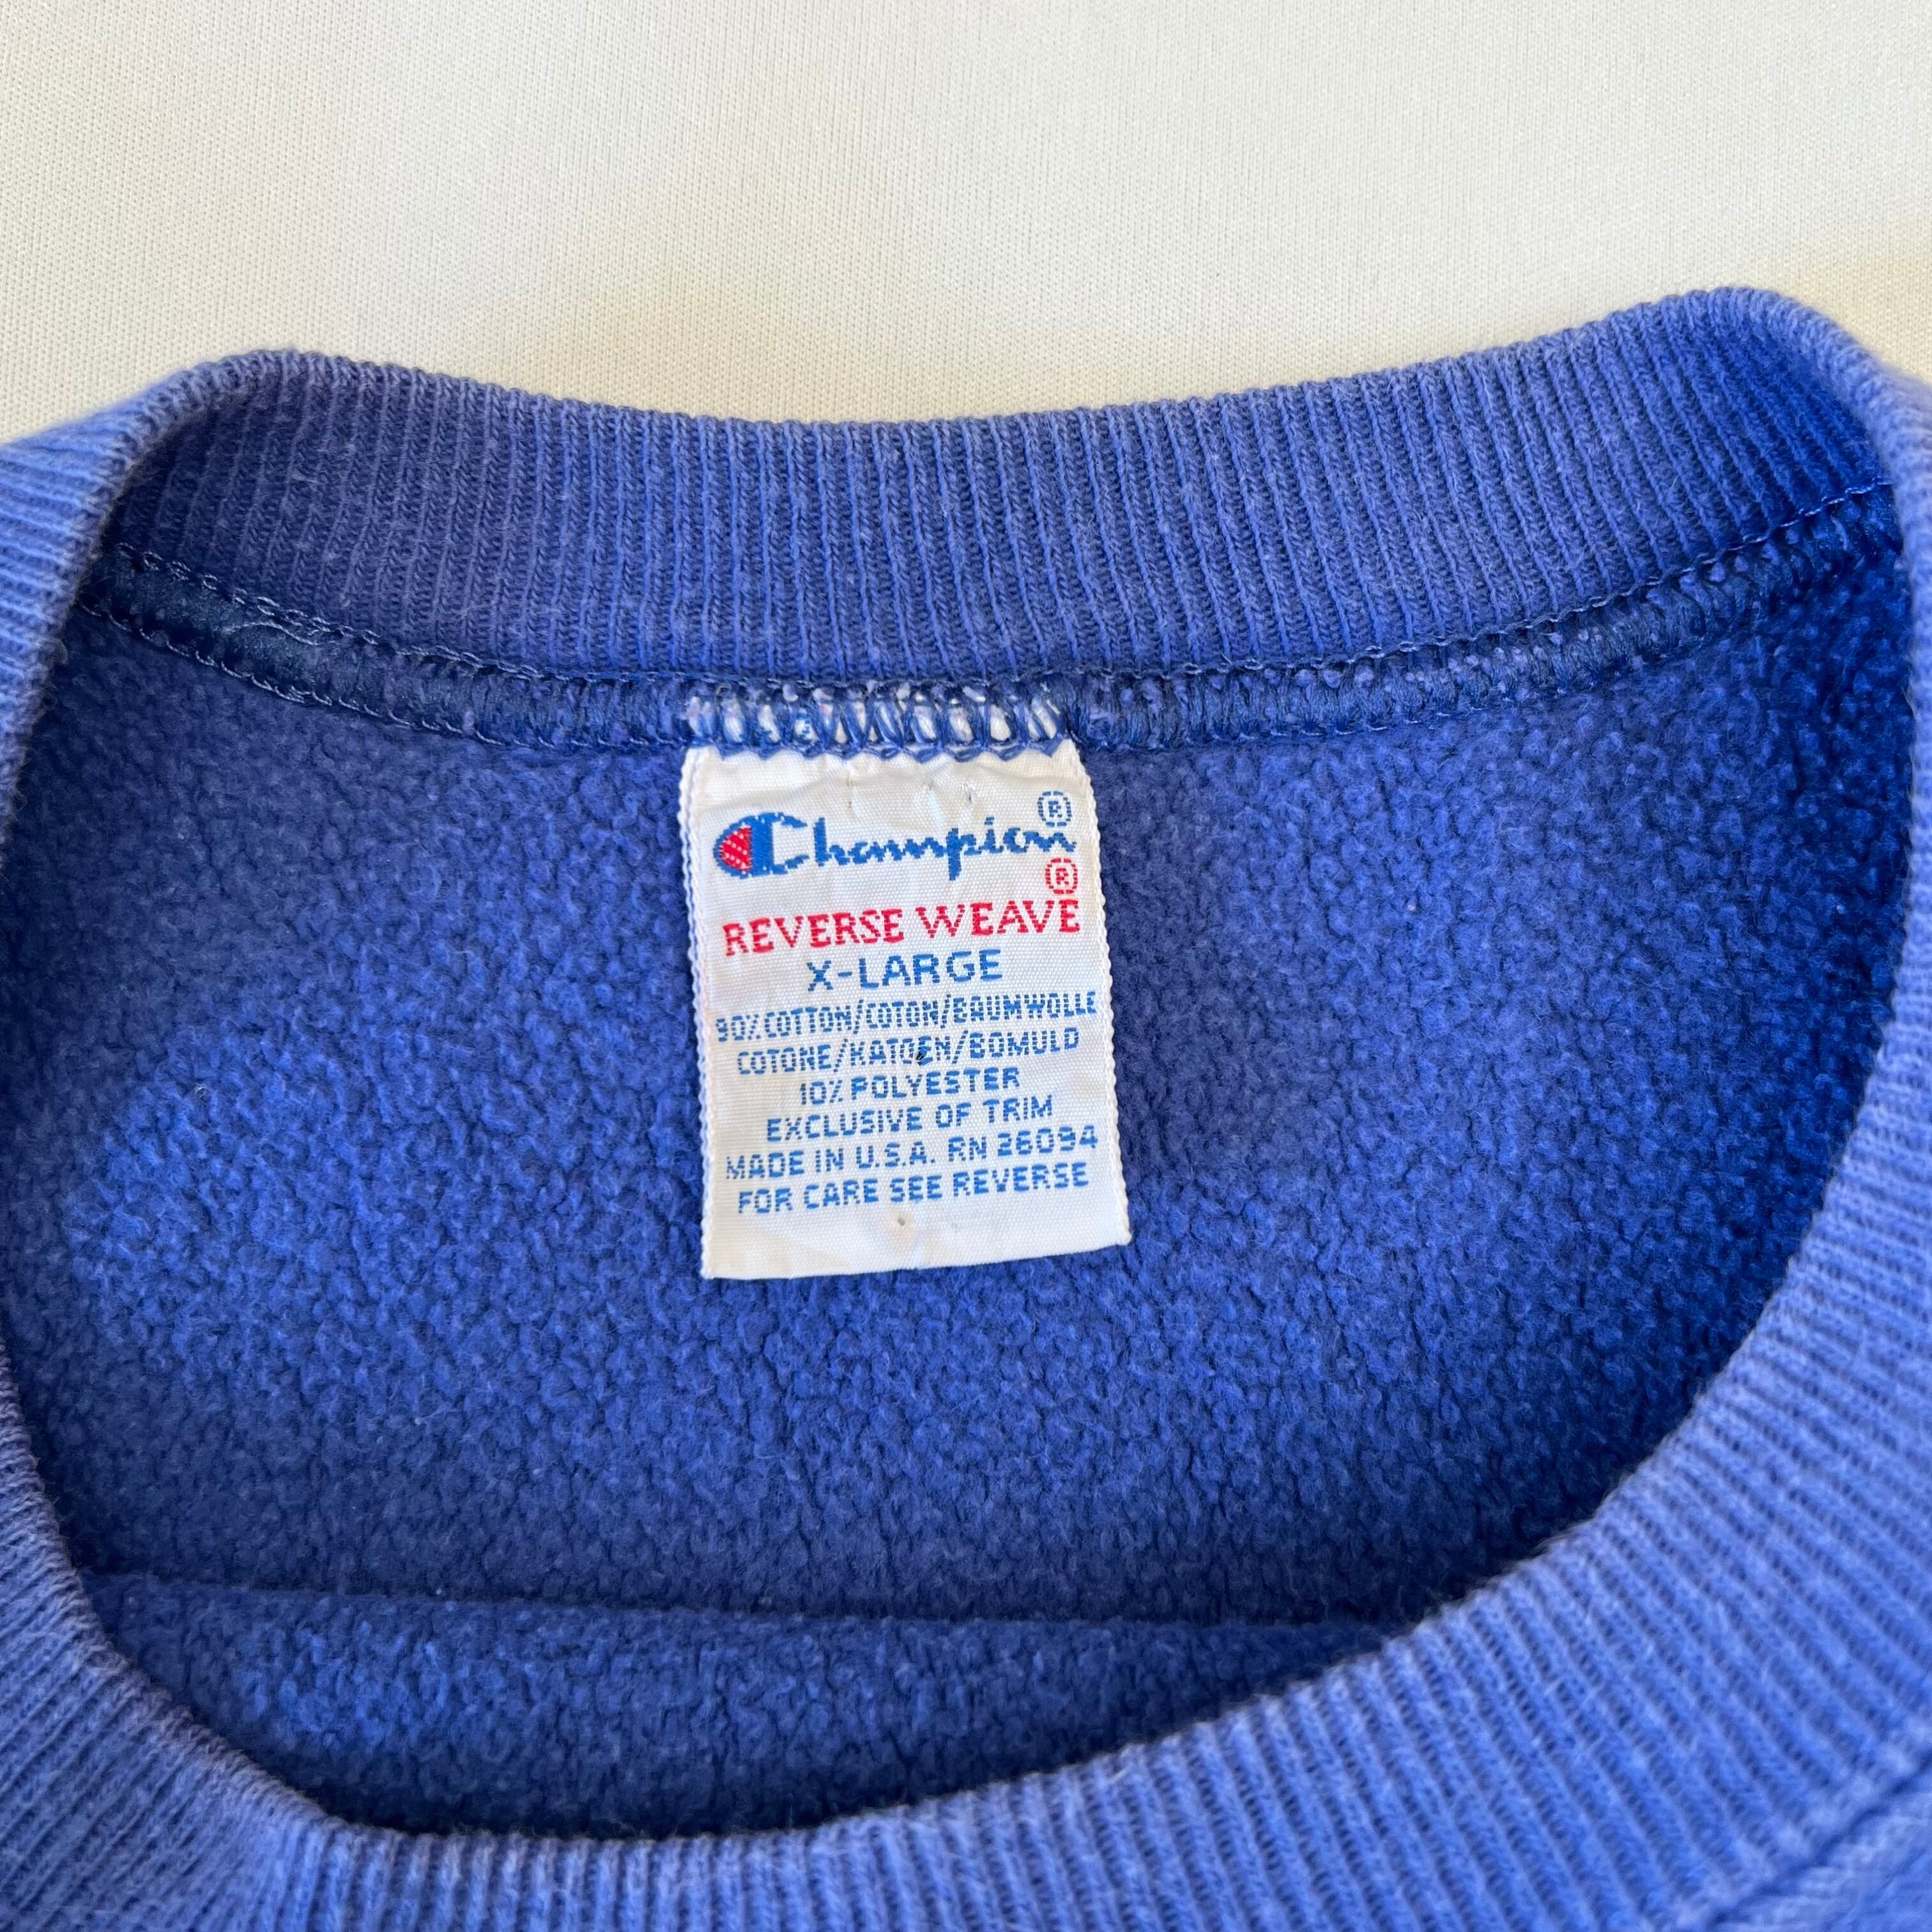 Champion®
REVERSE WEAVE®
X-LARGE
90% COTTON/COTON/BAUMWOLLE
COTONE/KATOEN/BOMULD
10% POLYESTER
EXCLUSIVE OF TRIM
MADE IN U.S.A. RN 26094
FOR CARE SEE REVERSE